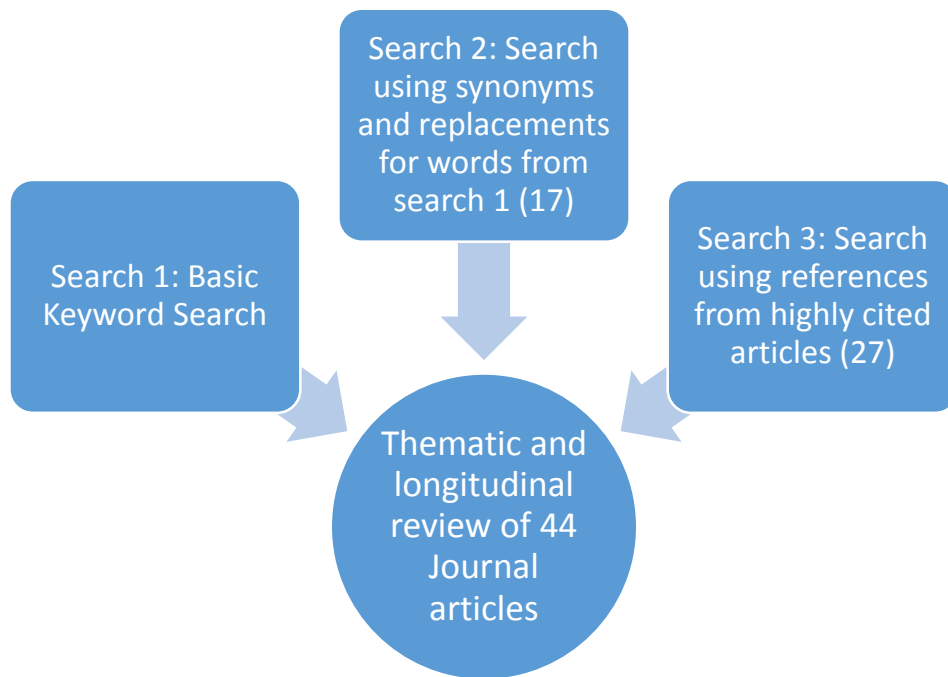 Search 1: Basic
Keyword Search
Search 2: Search
using synonyms
and replacements
for words from
search 1 (17)
Search 3: Search
using references
from highly cited
articles (27)
Thematic and
longitudinal
review of 44
Journal
articles